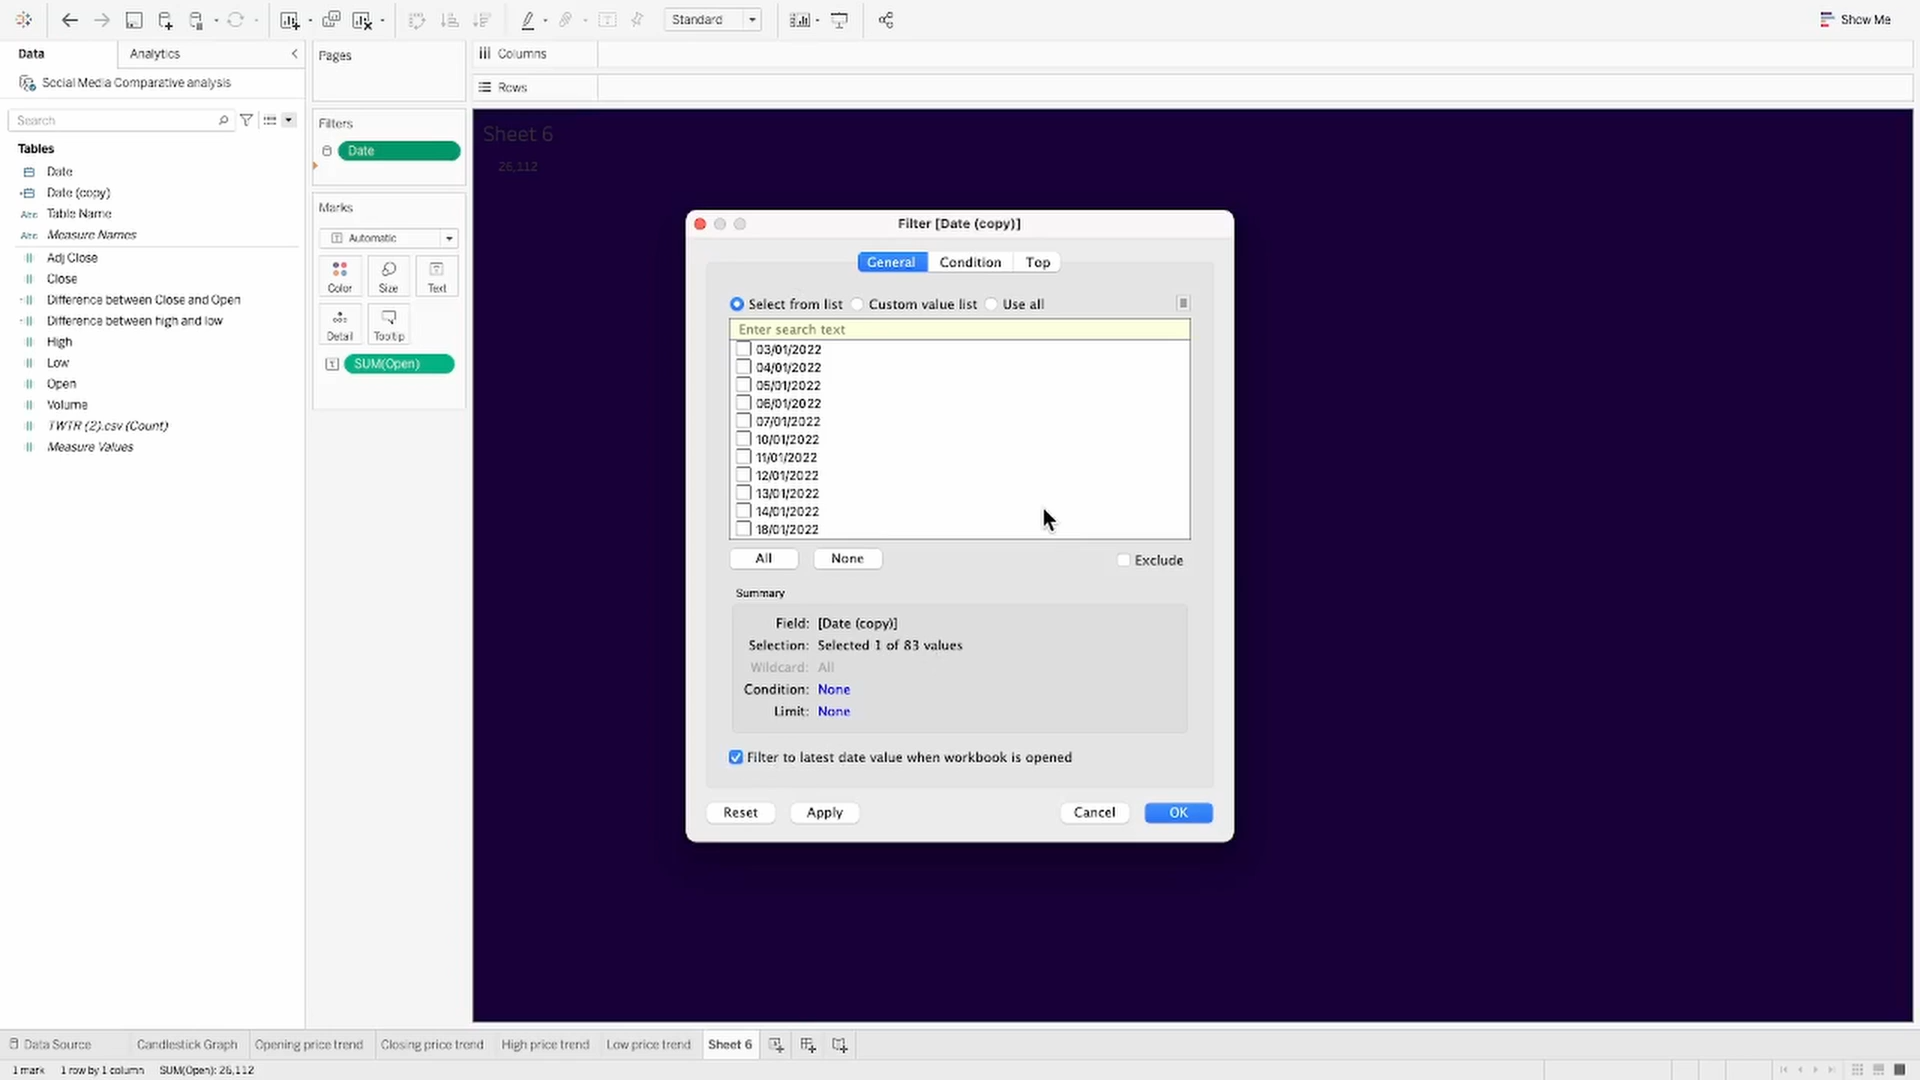 Standard
Show Me
Data
Analytics
Pages
Columns
Social Media Comparative analysis
Rows
Search
Filters
Date
Sheet 6
26,112
Tables
Date
Date (copy)
Table Name
Measure Names
Adj Close
Close
Difference between Close and Open
Difference between high and low
High
Low
Open
Volume
TWTR (2).csv (Count)
Measure Values
Marks
Automatic
Color
Size
Text
Detail
Tooltip
SUM(Open)
Filter [Date (copy)]
General
Condition
Top
Select from list
Custom value list
Use all
Enter search text
03/01/2022
04/01/2022
05/01/2022
06/01/2022
07/01/2022
10/01/2022
11/01/2022
12/01/2022
13/01/2022
14/01/2022
18/01/2022
All
None
Exclude
Summary
Field: [Date (copy)]
Selection: Selected 1 of 83 values
Wildcard: All
Condition: None
Limit: None
Filter to latest date value when workbook is opened
Reset
Apply
Cancel
OK
Data Source
Candlestick Graph
Opening price trend
Closing price trend
High price trend
Low price trend
Sheet 6
1 mark
1 row by 1 column
SUM(Open): 26,112